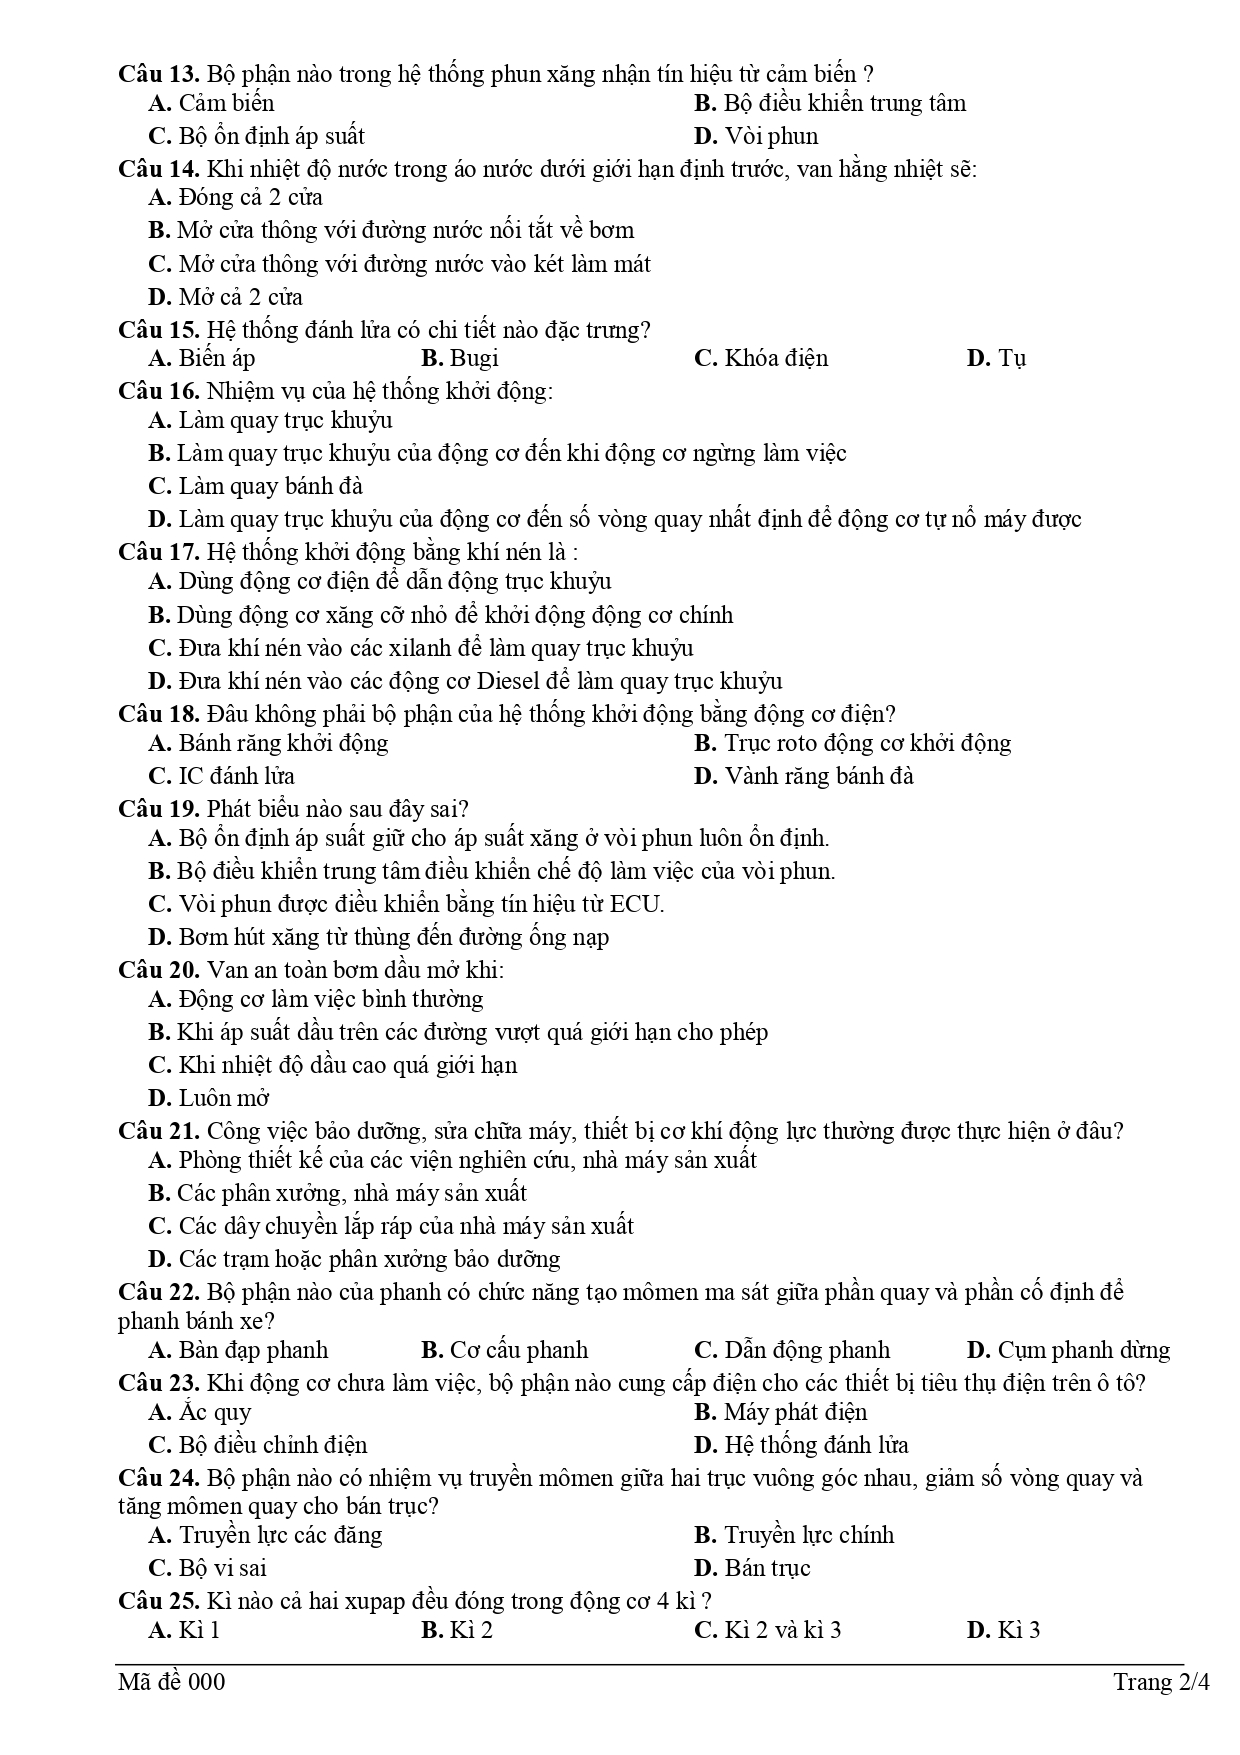 Câu 13. Bộ phận nào trong hệ thống phun xăng nhận tín hiệu từ cảm biến ?
A. Cảm biến B. Bộ điều khiển trung tâm
C. Bộ ổn định áp suất D. Vòi phun
Câu 14. Khi nhiệt độ nước trong áo nước dưới giới hạn định trước, van hằng nhiệt sẽ:
A. Đóng cả 2 cửa
B. Mở cửa thông với đường nước nối tắt về bơm
C. Mở cửa thông với đường nước vào két làm mát
D. Mở cả 2 cửa
Câu 15. Hệ thống đánh lửa có chi tiết nào đặc trưng?
A. Biến áp B. Bugi C. Khóa điện D. Tụ
Câu 16. Nhiệm vụ của hệ thống khởi động:
A. Làm quay trục khuỷu
B. Làm quay trục khuỷu của động cơ đến khi động cơ ngừng làm việc
C. Làm quay bánh đà
D. Làm quay trục khuỷu của động cơ đến số vòng quay nhất định để động cơ tự nổ máy được
Câu 17. Hệ thống khởi động bằng khí nén là :
A. Dùng động cơ điện để dẫn động trục khuỷu
B. Dùng động cơ xăng cỡ nhỏ để khởi động động cơ chính
C. Đưa khí nén vào các xilanh để làm quay trục khuỷu
D. Đưa khí nén vào các động cơ Diesel để làm quay trục khuỷu
Câu 18. Đâu không phải bộ phận của hệ thống khởi động bằng động cơ điện?
A. Bánh răng khởi động B. Trục roto động cơ khởi động
C. IC đánh lửa D. Vành răng bánh đà
Câu 19. Phát biểu nào sau đây sai?
A. Bộ ổn định áp suất giữ cho áp suất xăng ở vòi phun luôn ổn định.
B. Bộ điều khiển trung tâm điều khiển chế độ làm việc của vòi phun.
C. Vòi phun được điều khiển bằng tín hiệu từ ECU.
D. Bơm hút xăng từ thùng đến đường ống nạp
Câu 20. Van an toàn bơm dầu mở khi:
A. Động cơ làm việc bình thường
B. Khi áp suất dầu trên các đường vượt quá giới hạn cho phép
C. Khi nhiệt độ dầu cao quá giới hạn
D. Luôn mở
Câu 21. Công việc bảo dưỡng, sửa chữa máy, thiết bị cơ khí động lực thường được thực hiện ở đâu?
A. Phòng thiết kế của các viện nghiên cứu, nhà máy sản xuất
B. Các phân xưởng, nhà máy sản xuất
C. Các dây chuyền lắp ráp của nhà máy sản xuất
D. Các trạm hoặc phân xưởng bảo dưỡng
Câu 22. Bộ phận nào của phanh có chức năng tạo mômen ma sát giữa phần quay và phần cố định để
phanh bánh xe?
A. Bàn đạp phanh B. Cơ cấu phanh C. Dẫn động phanh D. Cụm phanh dừng
Câu 23. Khi động cơ chưa làm việc, bộ phận nào cung cấp điện cho các thiết bị tiêu thụ điện trên ô tô?
A. Ắc quy B. Máy phát điện
C. Bộ điều chỉnh điện D. Hệ thống đánh lửa
Câu 24. Bộ phận nào có nhiệm vụ truyền mômen giữa hai trục vuông góc nhau, giảm số vòng quay và
tăng mômen quay cho bán trục?
A. Truyền lực các đăng B. Truyền lực chính
C. Bộ vi sai D. Bán trục
Câu 25. Kì nào cả hai xupap đều đóng trong động cơ 4 kì ?
A. Kì 1 B. Kì 2 C. Kì 2 và kì 3 D. Kì 3
Mã đề 000 Trang 2/4